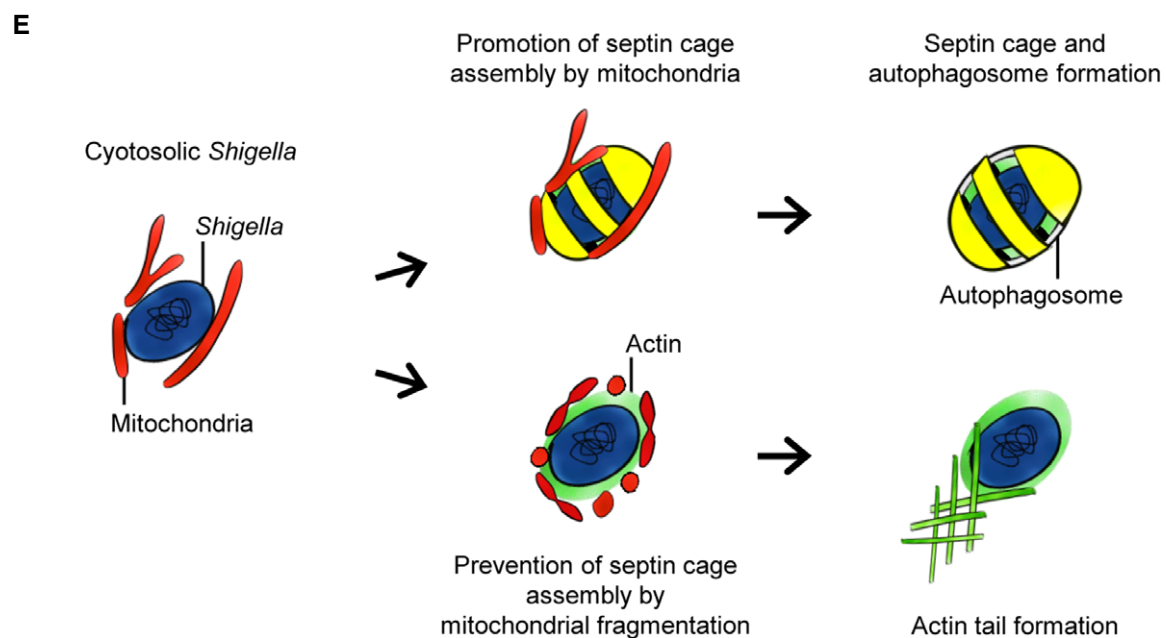 E
Promotion of septin cage
assembly by mitochondria
Septin cage and
autophagosome formation
Cyotosolic Shigella
Shigella
Mitochondria
Autophagosome
Actin
Prevention of septin cage
assembly by
mitochondrial fragmentation
Actin tail formation